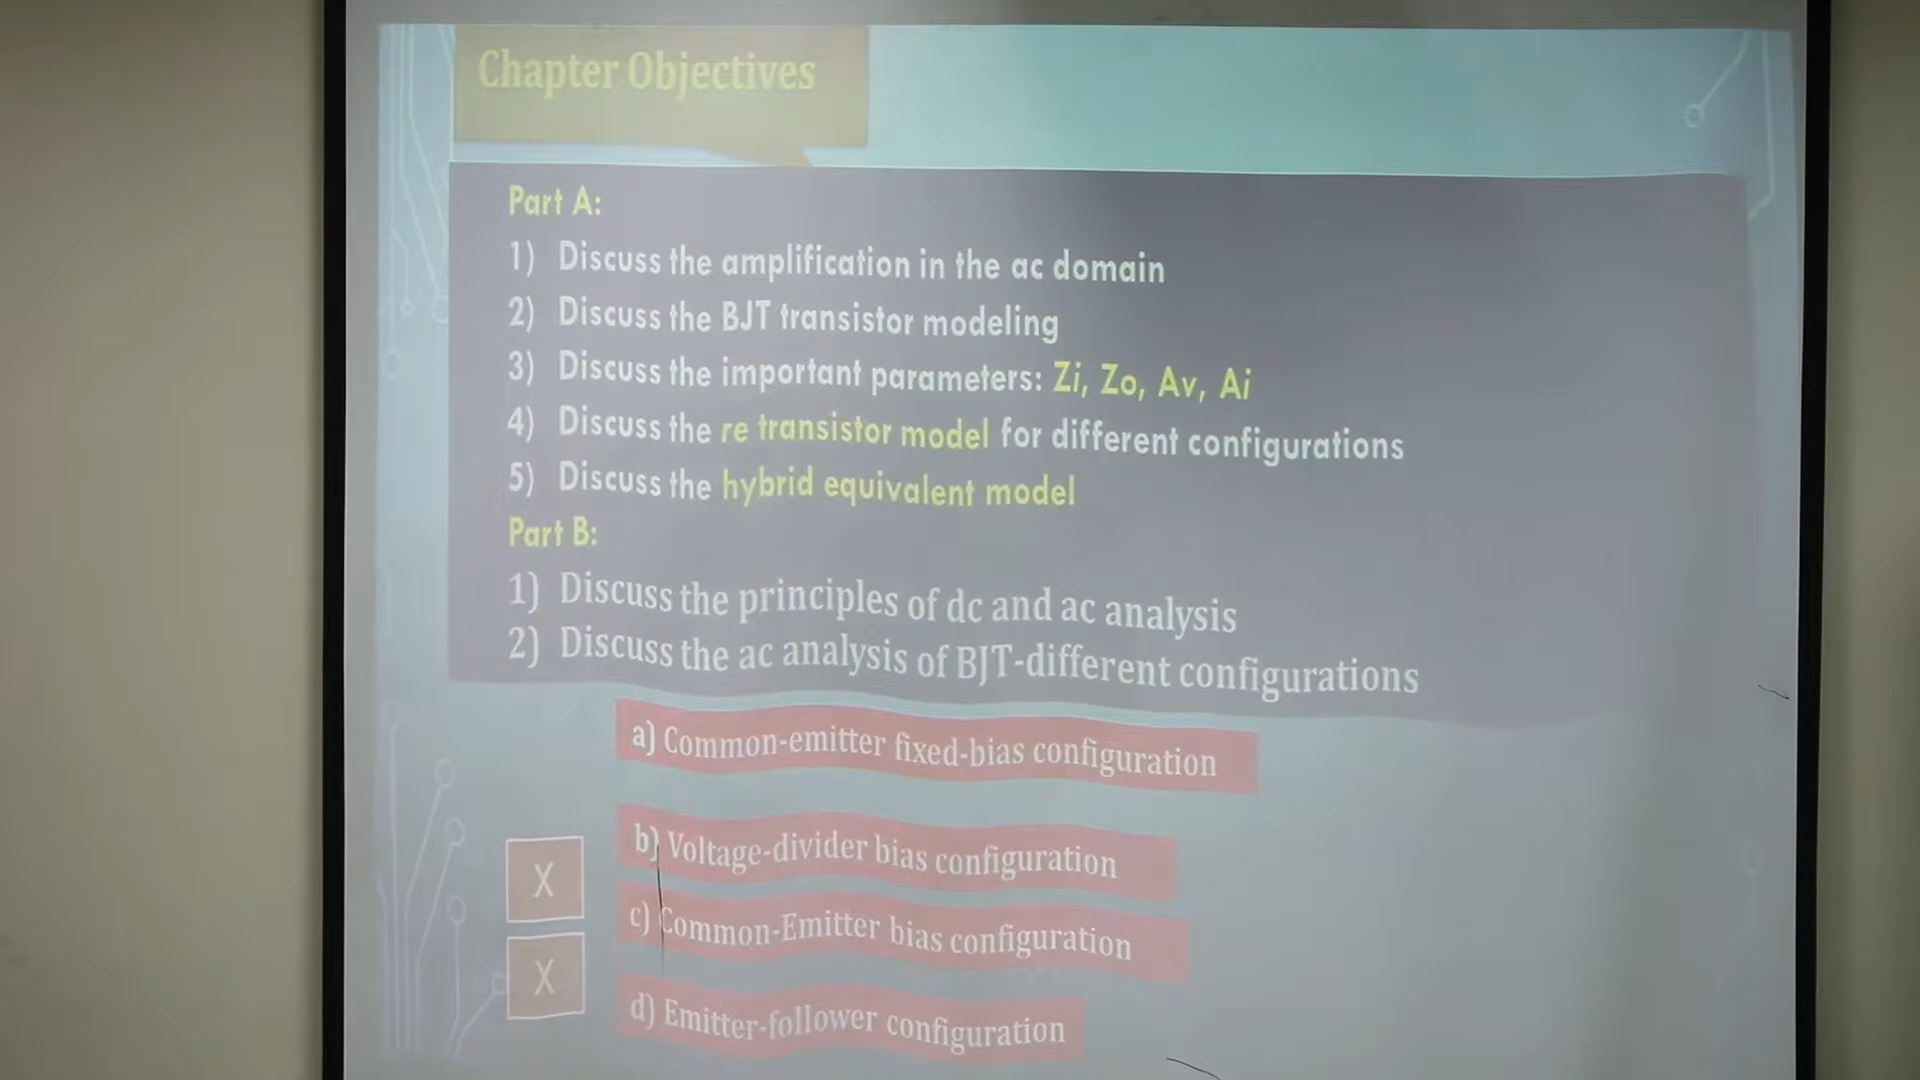 Chapter Objectives
Part A:
1) Discuss the amplification in the ac domain
2) Discuss the BJT transistor modeling
3) Discuss the important parameters: Zi, Zo, Av, Ai
4) Discuss the re transistor model for different configurations
5) Discuss the hybrid equivalent model
Part B:
1) Discuss the principles of dc and ac analysis
2) Discuss the ac analysis of BJT-different configurations
a) Common-emitter fixed-bias configuration
b) Voltage-divider bias configuration
X
c) Common-Emitter bias configuration
X
d) Emitter-follower configuration